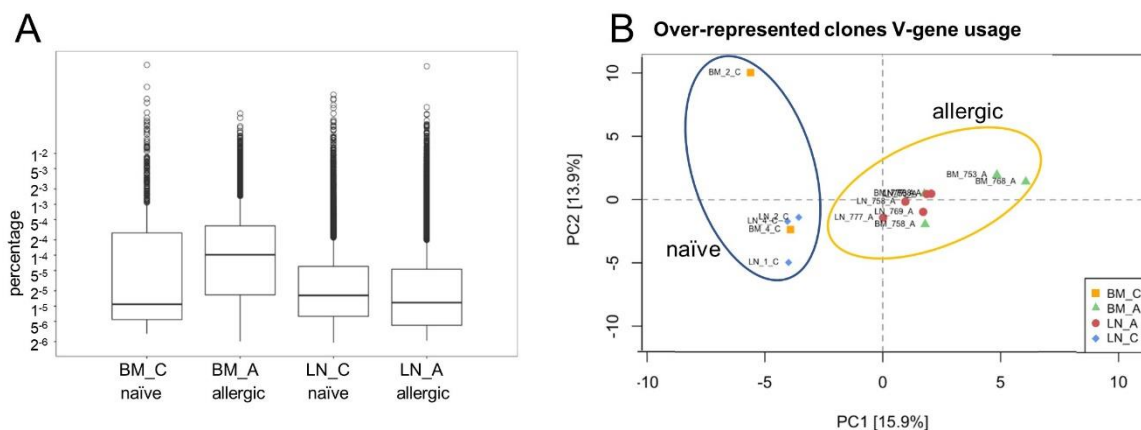 A
percentage
1-2
5-3
2-3
1-3
5-4
2-4
1-4
5-5
2-5
1-5
5-6
2-6
BM_C
naïve
BM_A
allergic
LN_C
naïve
LN_A
allergic
B Over-represented clones V-gene usage
PC2 [13.9%]
10
5
0
-5
-10
-10
-5
0
5
10
PC1 [15.9%]
naïve
allergic
BM_2_C
LN_2_C
LN_4_C
BM_4_C
LN_1_C
BM_753_A
BM_768_A
LN_758_A
LN_769_A
LN_777_A
BM_758_A
BM_C
BM_A
LN_A
LN_C